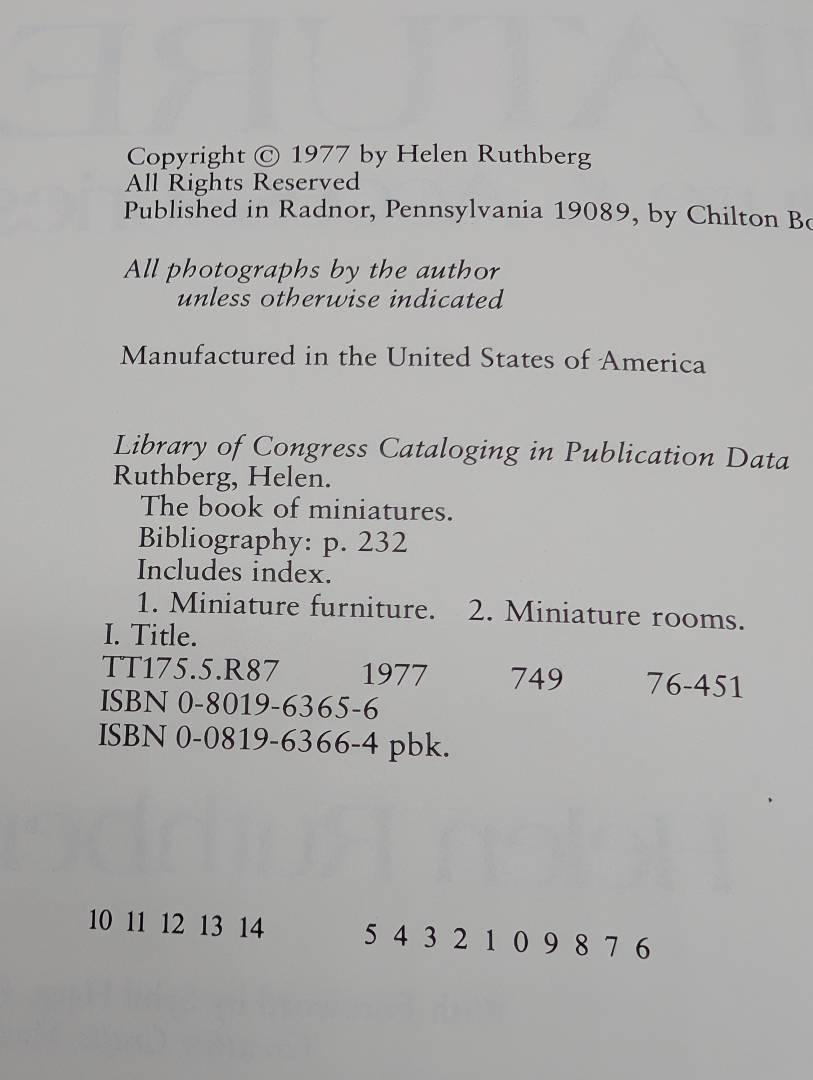 Copyright © 1977 by Helen Ruthberg
All Rights Reserved
Published in Radnor, Pennsylvania 19089, by Chilton
All photographs by the author
unless otherwise indicated
Manufactured in the United States of America
Library of Congress Cataloging in Publication Data
Ruthberg, Helen.
The book of miniatures.
Bibliography: p. 232
Includes index.
1. Miniature furniture. 2. Miniature rooms.
I. Title.
TT175.5.R87 1977 749 76-451
ISBN 0-8019-6365-6
ISBN 0-0819-6366-4 pbk.
10 11 12 13 14 5 4 3 2 1 0 9 8 7 6